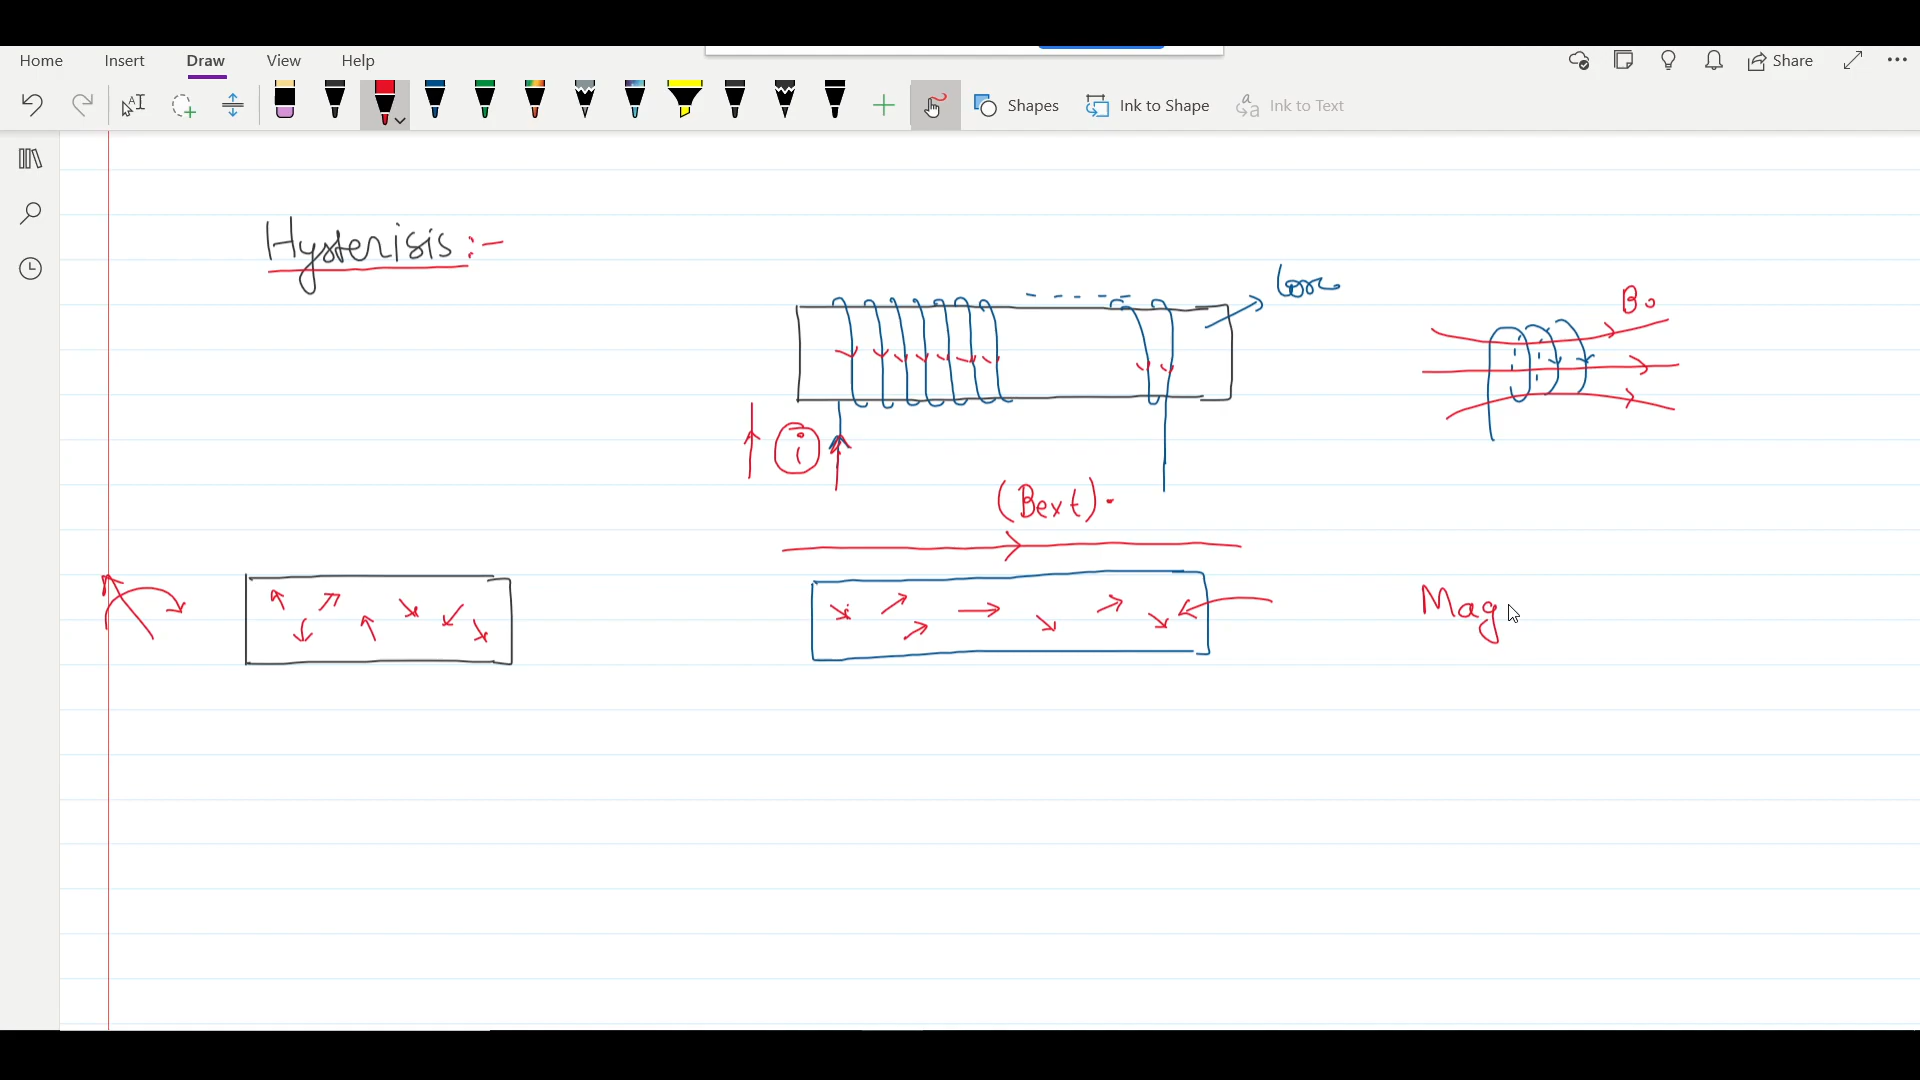 Home Insert Draw View Help Share
Shapes Ink to Shape Ink to Text
Hysterisis :-
Core
B₀
i
(Bext).
Mag